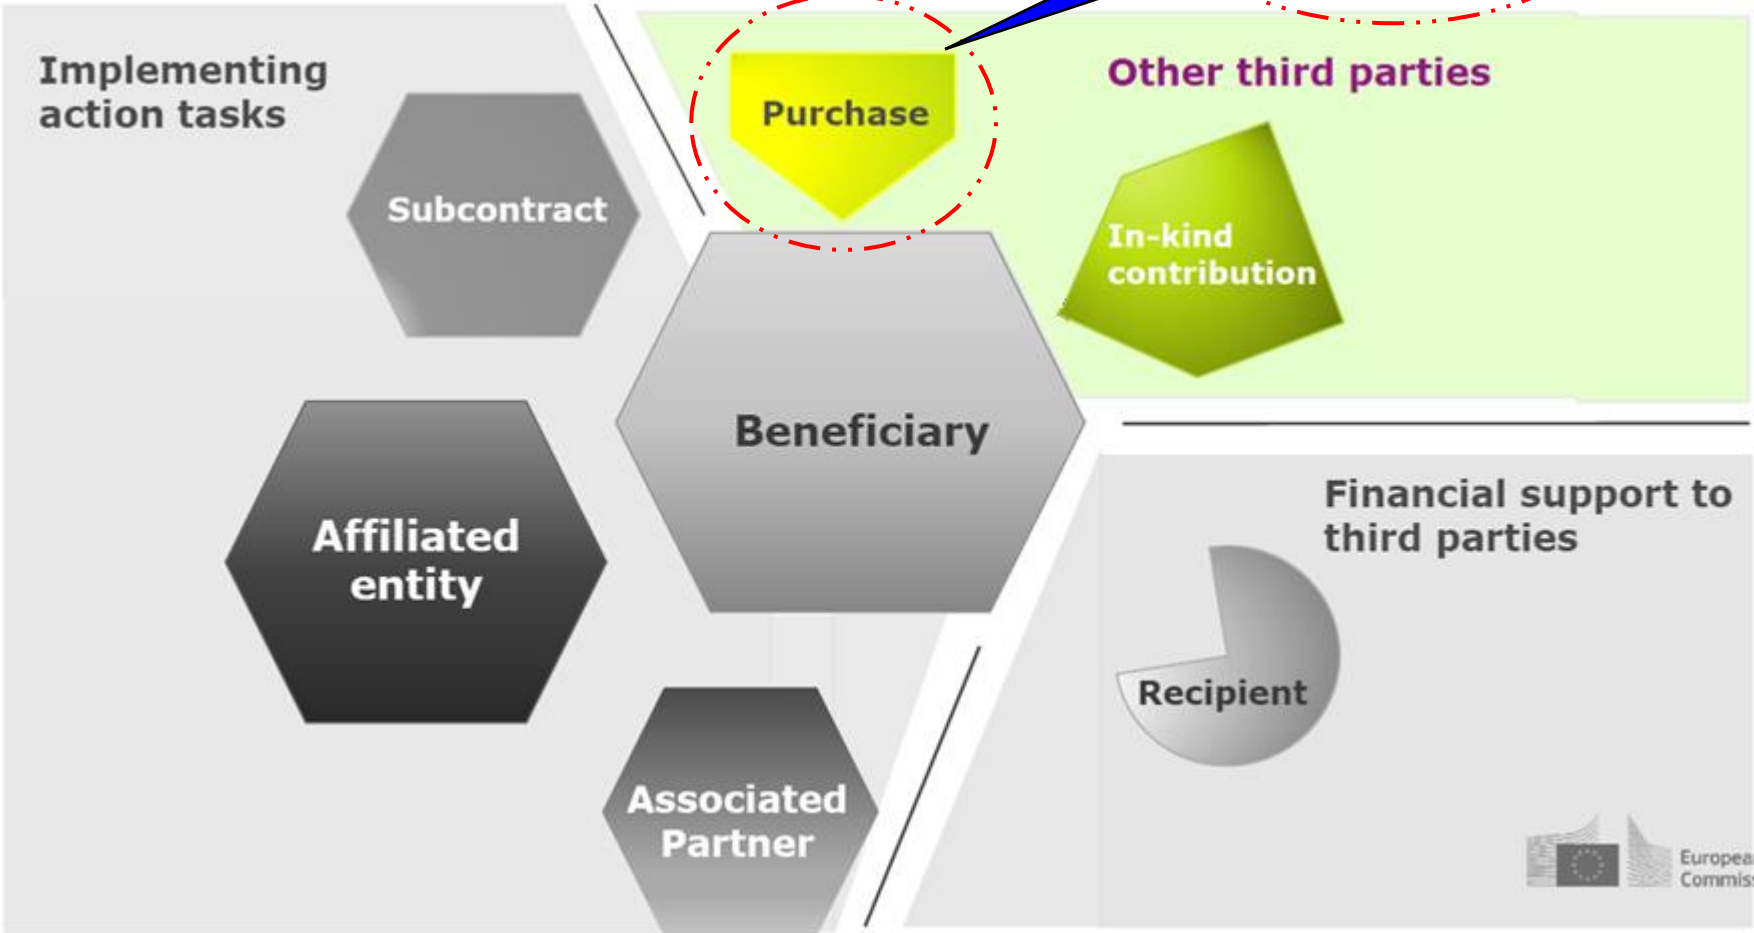 Implementing
action tasks
Subcontract
Purchase
Other third parties
In-kind
contribution
Beneficiary
Affiliated
entity
Associated
Partner
Financial support to
third parties
Recipient